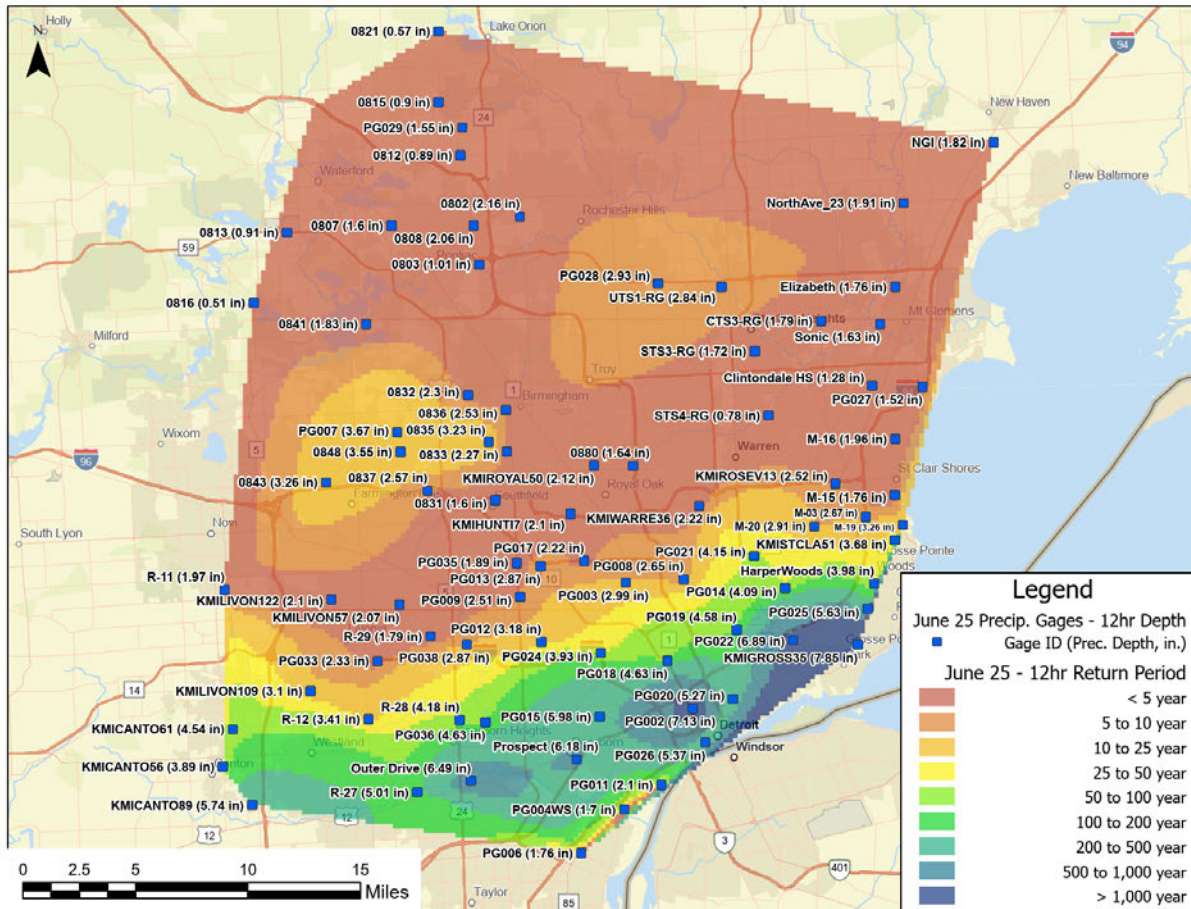 Holly
N
Lake Orion
0821 (0.57 in)
94
0815 (0.9 in)
24
PG029 (1.55 in)
New Haven
0812 (0.89 in)
NGI (1.82 in)
Waterford
New Baltimore
0802 (2.16 in)
NorthAve_23 (1.91 in)
Rochester Hills
0813 (0.91 in)
0807 (1.6 in)
0808 (2.06 in)
59
0803 (1.01 in)
PG028 (2.93 in)
UTS1-RG (2.84 in)
Elizabeth (1.76 in)
0816 (0.51 in)
0841 (1.83 in)
CTS3-RG (1.79 in)
Mt Clemens
Sonic (1.63 in)
Milford
STS3-RG (1.72 in)
Troy
Clintondale HS (1.28 in)
0832 (2.3 in)
1
Birmingham
PG027 (1.52 in)
0836 (2.53 in)
STS4-RG (0.78 in)
PG007 (3.67 in)
0835 (3.23 in)
Wixom
5
M-16 (1.96 in)
0848 (3.55 in)
0833 (2.27 in)
Warren
96
0880 (1.64 in)
St Clair Shores
0843 (3.26 in)
0837 (2.57 in)
KMIROYAL50 (2.12 in)
KMIROSEV13 (2.52 in)
0831 (1.6 in)
Southfield
Royal Oak
M-15 (1.76 in)
Novi
KMIHUNTI7 (2.1 in)
KMIWARRE36 (2.22 in)
M-03 (2.67 in)
M-20 (2.91 in)
M-19 (3.26 in)
South Lyon
KMISTCLA51 (3.68 in)
PG017 (2.22 in)
PG021 (4.15 in)
PG035 (1.89 in)
PG008 (2.65 in)
HarperWoods (3.98 in)
R-11 (1.97 in)
PG013 (2.87 in)
10
5
PG003 (2.99 in)
PG014 (4.09 in)
KMILIVON122 (2.1 in)
PG009 (2.51 in)
KMILIVON57 (2.07 in)
PG025 (5.63 in)
R-29 (1.79 in)
PG012 (3.18 in)
PG019 (4.58 in)
PG022 (6.89 in)
PG033 (2.33 in)
PG038 (2.87 in)
PG024 (3.93 in)
1
KMIGROSS35 (7.85 in)
Park
PG018 (4.63 in)
14
KMILIVON109 (3.1 in)
PG020 (5.27 in)
R-12 (3.41 in)
R-28 (4.18 in)
PG015 (5.98 in)
PG002 (7.13 in)
KMICANTO61 (4.54 in)
PG036 (4.63 in)
Detroit
Westland
Prospect (6.18 in)
PG026 (5.37 in)
Windsor
KMICANTO56 (3.89 in)
Outer Drive (6.49 in)
PG011 (2.1 in)
KMICANTO89 (5.74 in)
R-27 (5.01 in)
PG004WS (1.7 in)
12
12
24
3
PG006 (1.76 in)
401
Taylor
85
0 2.5 5 10 15
Miles
Legend
June 25 Precip. Gages - 12hr Depth
Gage ID (Prec. Depth, in.)
June 25 - 12hr Return Period
< 5 year
5 to 10 year
10 to 25 year
25 to 50 year
50 to 100 year
100 to 200 year
200 to 500 year
500 to 1,000 year
> 1,000 year